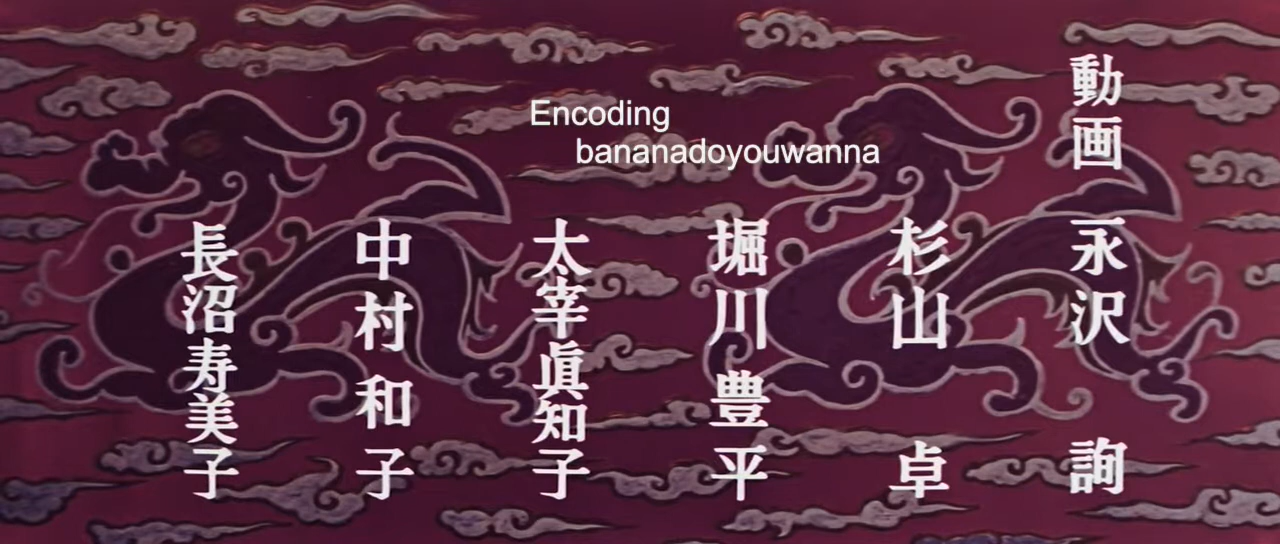 Encoding
bananadoyouwanna
動画
永沢 詢
杉山 卓
堀川豊平
太宰眞知子
中村和子
長沼寿美子